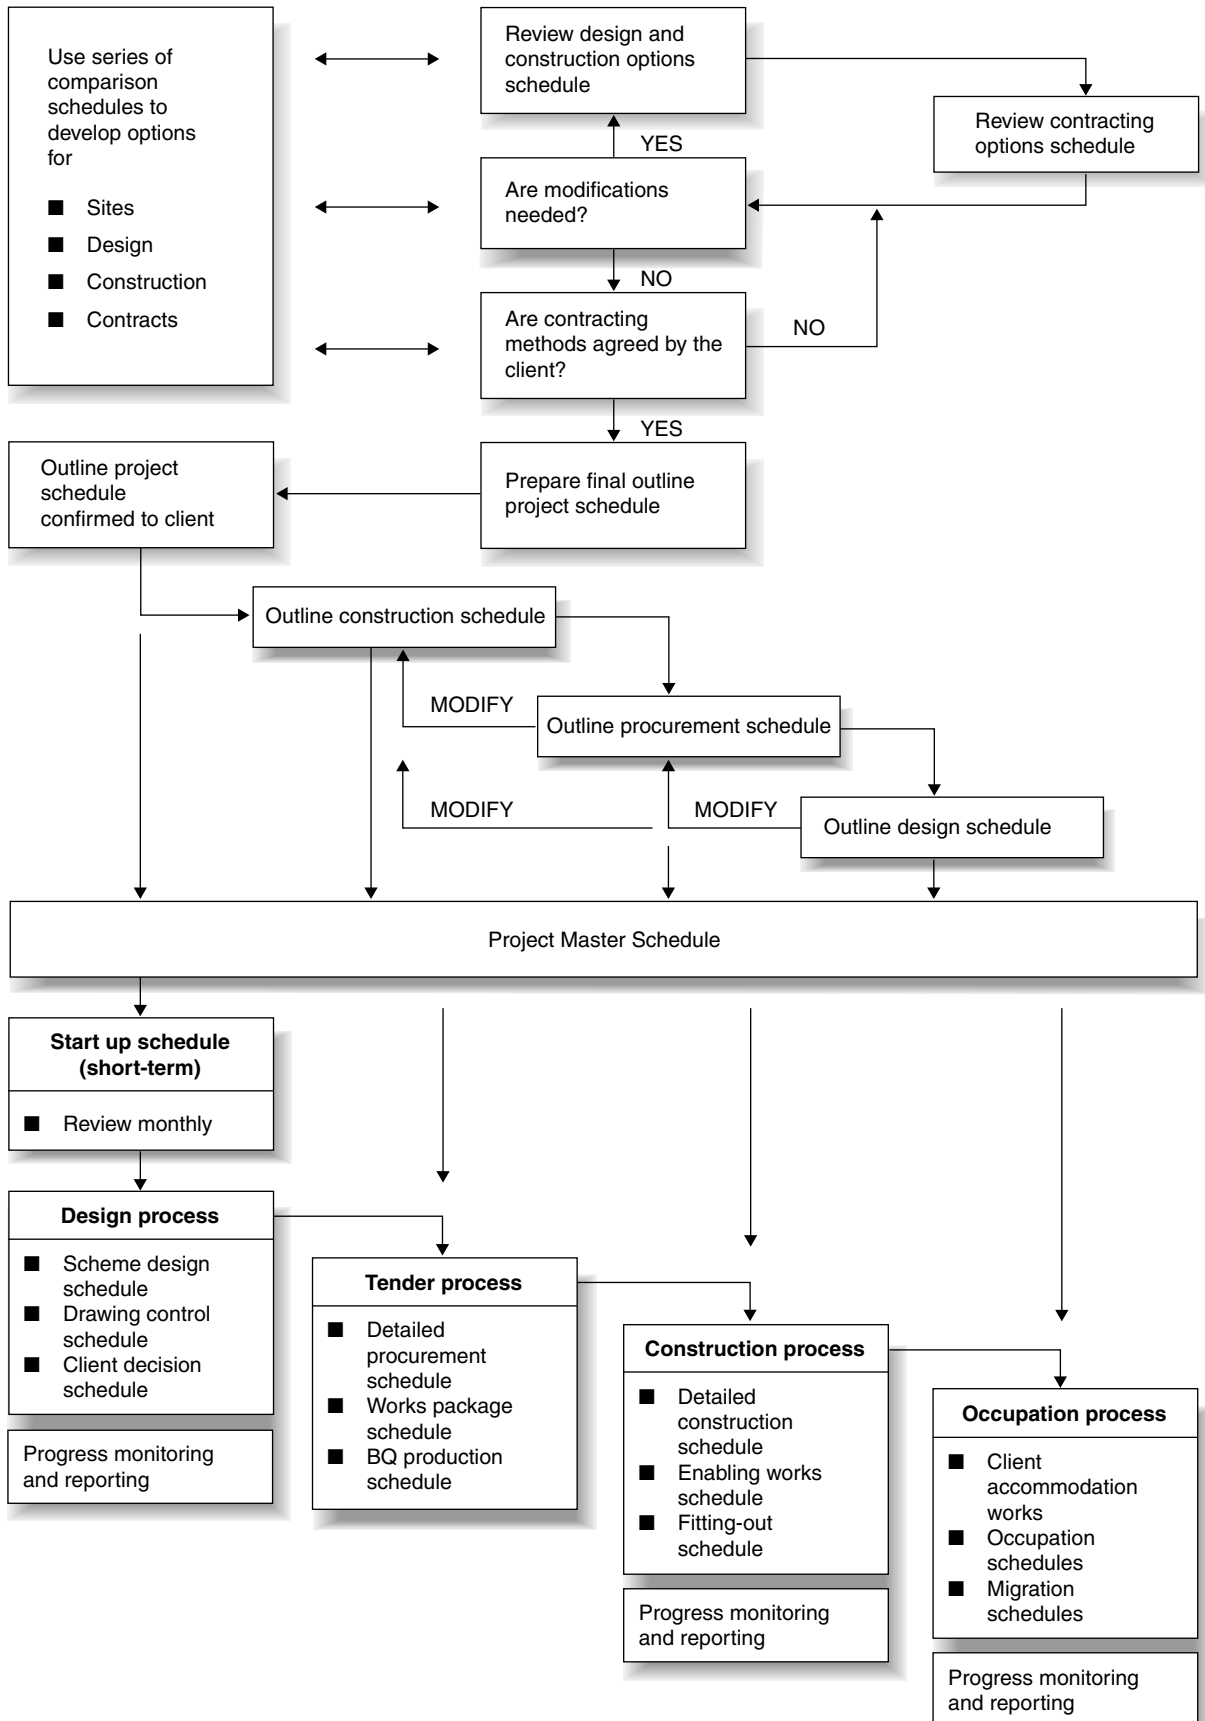 Use series of
comparison
schedules to
develop options
for
■ Sites
■ Design
■ Construction
■ Contracts
Review design and
construction options
schedule
Review contracting
options schedule
YES
Are modifications
needed?
NO
Are contracting
methods agreed by the
client?
NO
YES
Prepare final outline
project schedule
Outline project
schedule
confirmed to client
Outline construction schedule
MODIFY
Outline procurement schedule
MODIFY
MODIFY
Outline design schedule
Project Master Schedule
Start up schedule
(short-term)
■ Review monthly
Design process
■ Scheme design
schedule
■ Drawing control
schedule
■ Client decision
schedule
Progress monitoring
and reporting
Tender process
■ Detailed
procurement
schedule
■ Works package
schedule
■ BQ production
schedule
Construction process
■ Detailed
construction
schedule
■ Enabling works
schedule
■ Fitting-out
schedule
Progress monitoring
and reporting
Occupation process
■ Client
accommodation
works
■ Occupation
schedules
■ Migration
schedules
Progress monitoring
and reporting